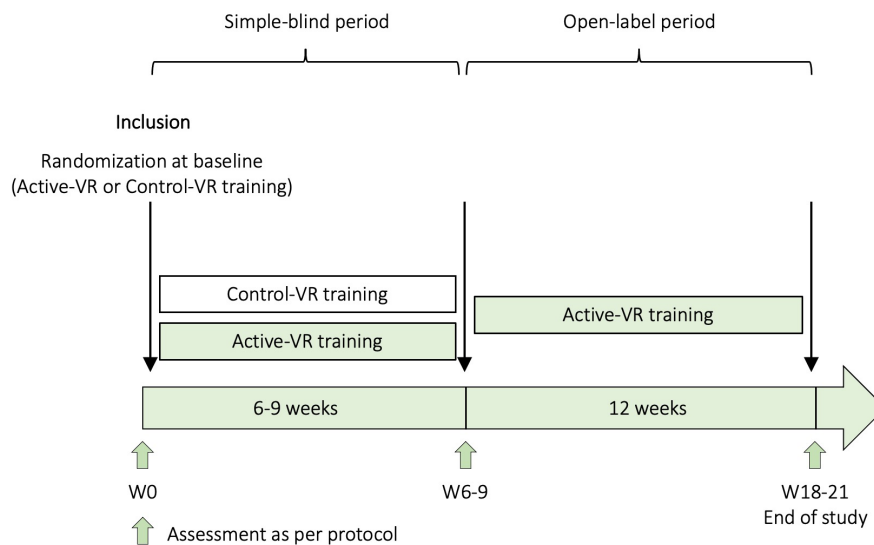 Simple-blind period
Open-label period
Inclusion
Randomization at baseline
(Active-VR or Control-VR training)
Control-VR training
Active-VR training
Active-VR training
6-9 weeks
12 weeks
W0
W6-9
W18-21
End of study
Assessment as per protocol